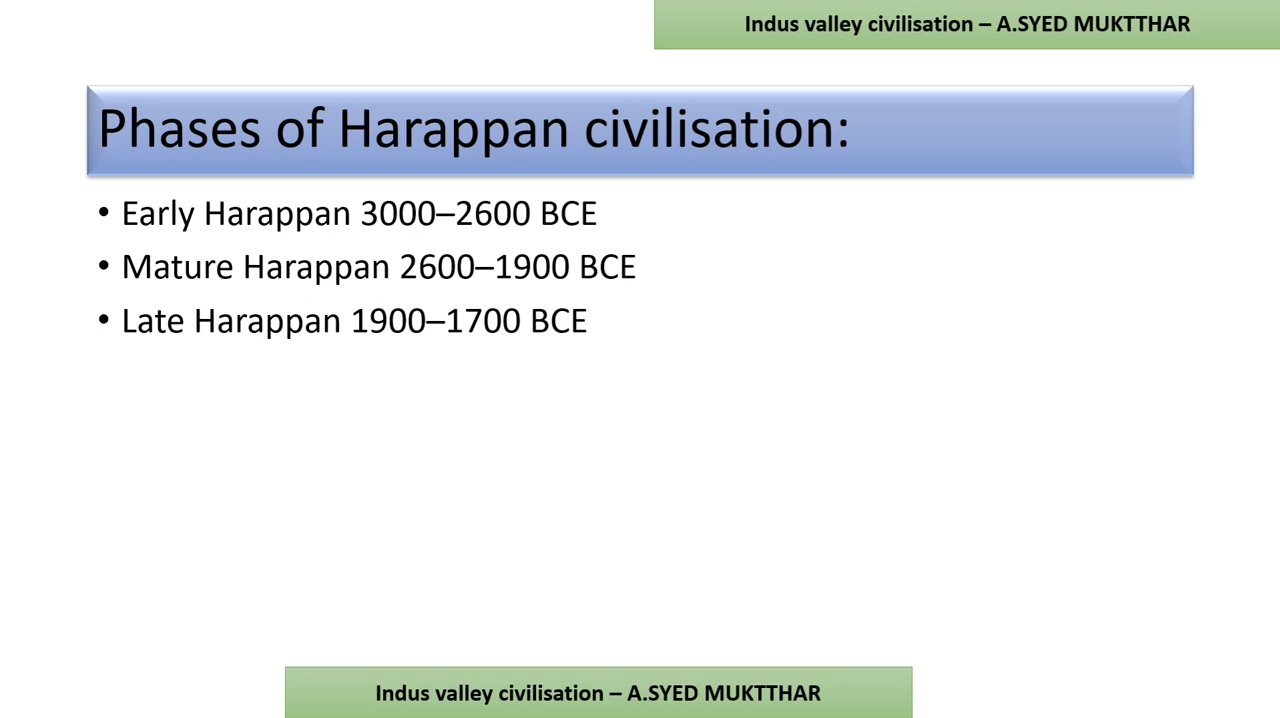 Indus valley civilisation – A.SYED MUKTTHAR
Phases of Harappan civilisation:
• Early Harappan 3000–2600 BCE
• Mature Harappan 2600–1900 BCE
• Late Harappan 1900–1700 BCE
Indus valley civilisation – A.SYED MUKTTHAR